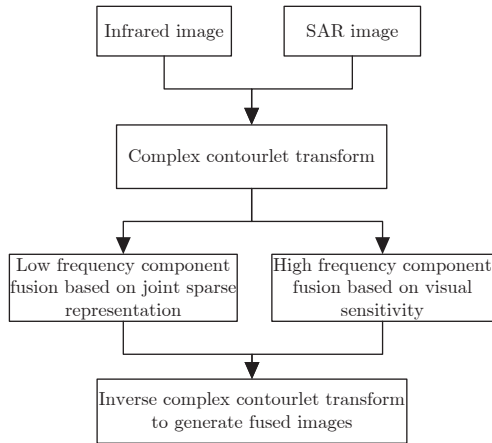 Infrared image
SAR image
Complex contourlet transform
Low frequency component
fusion based on joint sparse
representation
High frequency component
fusion based on visual
sensitivity
Inverse complex contourlet transform
to generate fused images